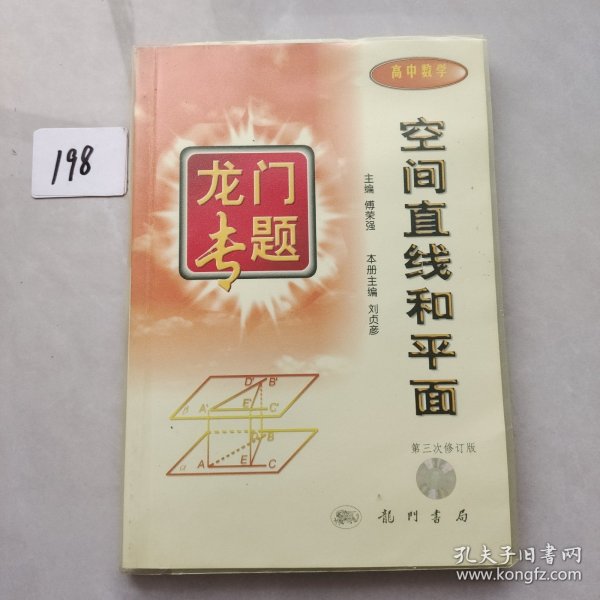 198
高中数学
龙门
专题
空间直线和平面
主编 傅荣强
本册主编 刘贞彦
D' B'
β A' E' C'
D B
α A E C
第三次修订版
龍門書局
孔夫子旧书网
www.kongfz.com